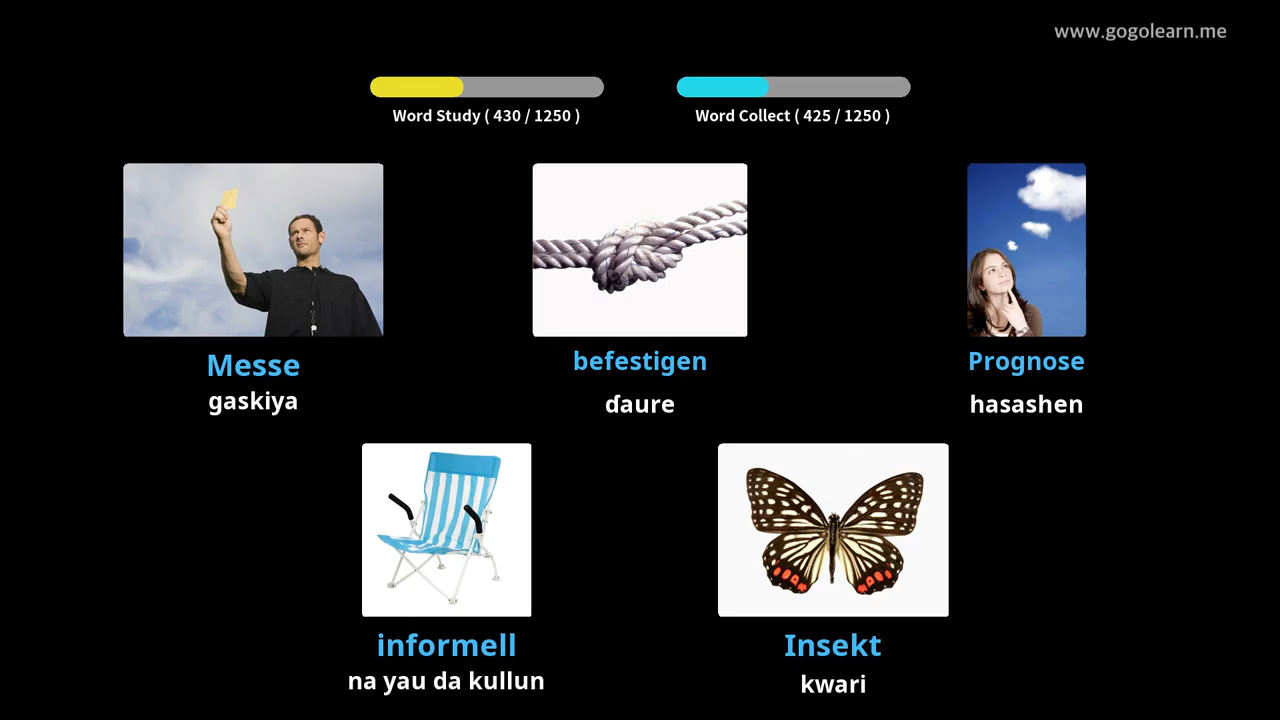 www.gogolearn.me
Word Study ( 430 / 1250 )
Word Collect ( 425 / 1250 )
Messe
gaskiya
befestigen
ɗaure
Prognose
hasashen
informell
na yau da kullun
Insekt
kwari